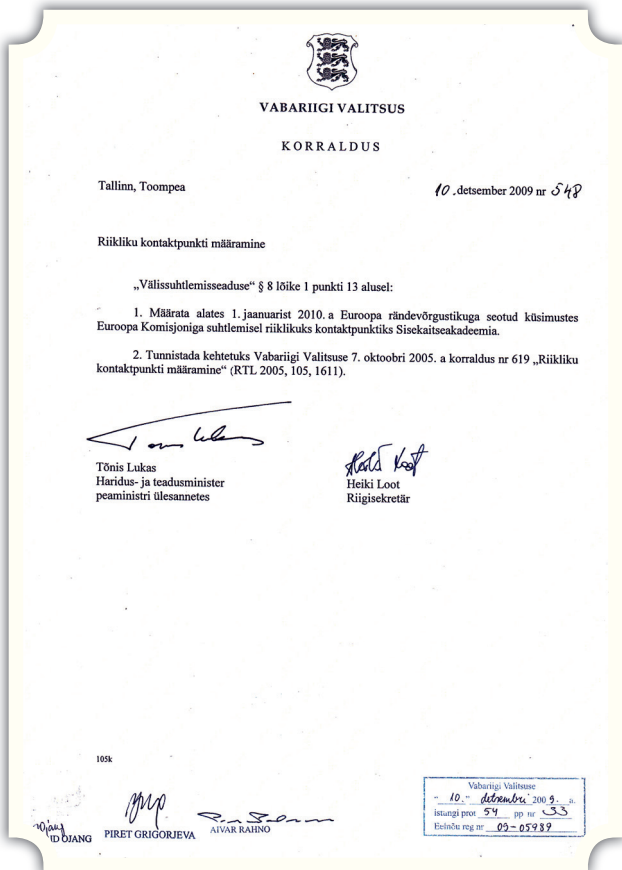 VABARIIGI VALITSUS
KORRALDUS
Tallinn, Toompea
10. detsember 2009 nr 548
Riikliku kontaktpunkti määramine
„Välissuhtlemisseaduse“ § 8 lõike 1 punkti 13 alusel:
1. Määrata alates 1. jaanuarist 2010. a Euroopa rändevõrgustikuga seotud küsimustes
Euroopa Komisjoniga suhtlemisel riiklikuks kontaktpunktiks Sisekaitseakadeemia.
2. Tunnistada kehtetuks Vabariigi Valitsuse 7. oktoobri 2005. a korraldus nr 619 „Riikliku
kontaktpunkti määramine“ (RTL 2005, 105, 1611).
Tõnis Lukas
Haridus- ja teadusminister
peaministri ülesannetes
Heiki Loot
Riigisekretär
105k
ID OJANG
PIRET GRIGORJEVA
AIVAR RAHNO
Vabariigi Valitsuse
" 10. " detsembri 2009. a.
istungi prot 54 pp nr 33
Eelnõu reg nr 09-05989